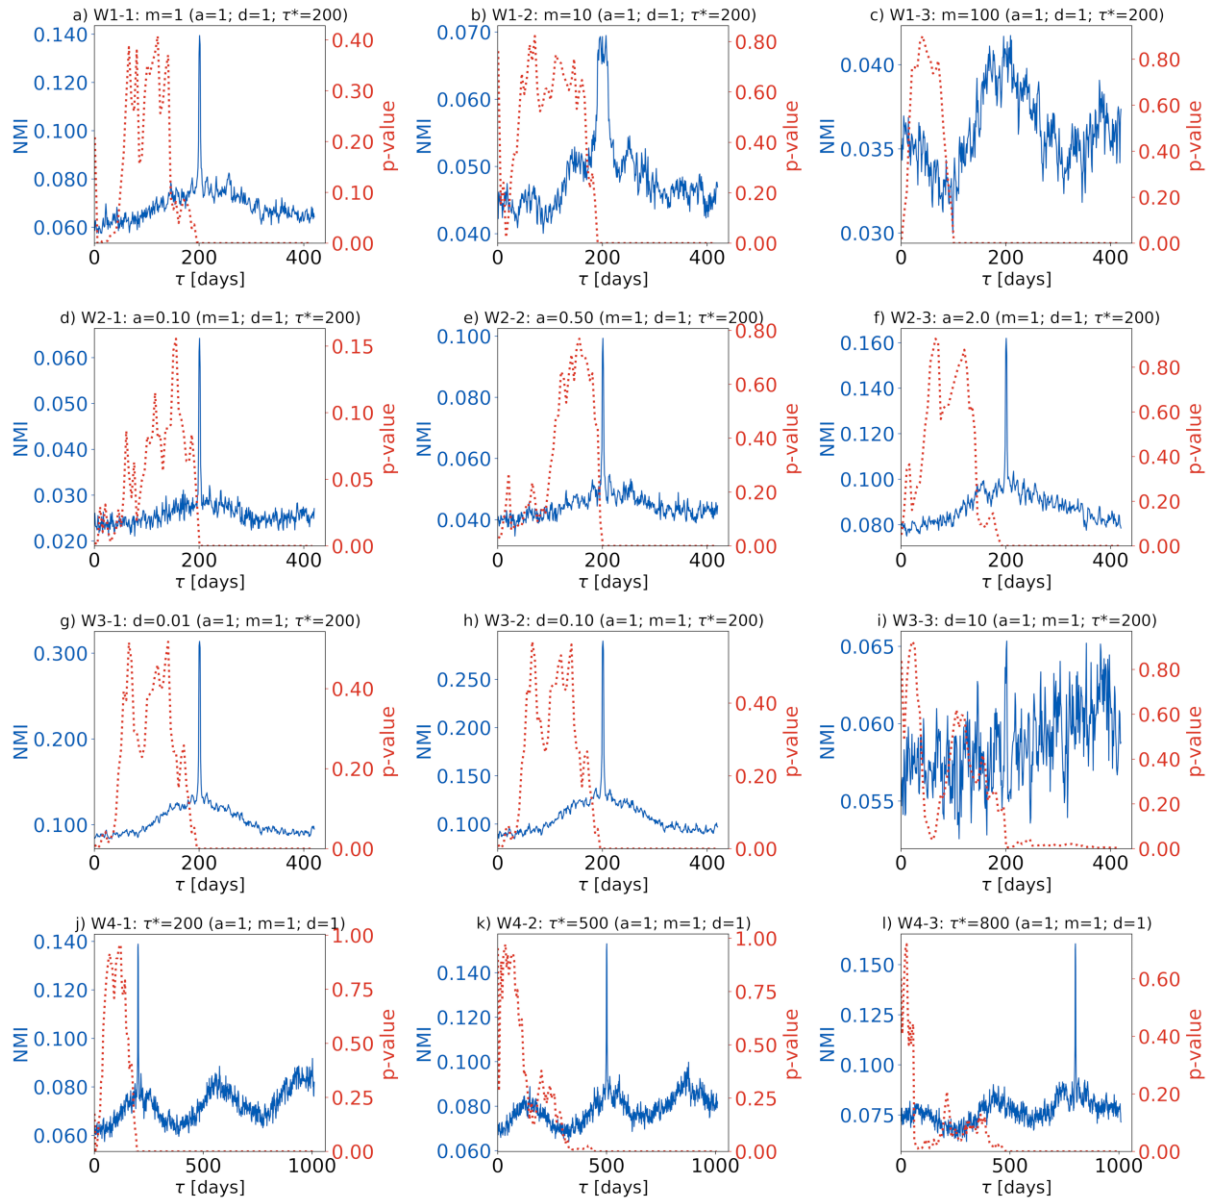 a) W1-1: m=1 (a=1; d=1; τ*=200)
0.140
0.120
0.100
0.080
0.060
NMI
0.40
0.30
0.20
0.10
0.00
p-value
0 200 400
τ [days]
b) W1-2: m=10 (a=1; d=1; τ*=200)
0.070
0.060
0.050
0.040
NMI
0.80
0.60
0.40
0.20
0.00
p-value
0 200 400
τ [days]
c) W1-3: m=100 (a=1; d=1; τ*=200)
0.040
0.035
0.030
NMI
0.80
0.60
0.40
0.20
0.00
p-value
0 200 400
τ [days]
d) W2-1: a=0.10 (m=1; d=1; τ*=200)
0.060
0.050
0.040
0.030
0.020
NMI
0.15
0.10
0.05
0.00
p-value
0 200 400
τ [days]
e) W2-2: a=0.50 (m=1; d=1; τ*=200)
0.100
0.080
0.060
0.040
NMI
0.80
0.60
0.40
0.20
0.00
p-value
0 200 400
τ [days]
f) W2-3: a=2.0 (m=1; d=1; τ*=200)
0.160
0.140
0.120
0.100
0.080
NMI
0.80
0.60
0.40
0.20
0.00
p-value
0 200 400
τ [days]
g) W3-1: d=0.01 (a=1; m=1; τ*=200)
0.300
0.200
0.100
NMI
0.40
0.20
0.00
p-value
0 200 400
τ [days]
h) W3-2: d=0.10 (a=1; m=1; τ*=200)
0.250
0.200
0.150
0.100
NMI
0.40
0.20
0.00
p-value
0 200 400
τ [days]
i) W3-3: d=10 (a=1; m=1; τ*=200)
0.065
0.060
0.055
NMI
0.80
0.60
0.40
0.20
0.00
p-value
0 200 400
τ [days]
j) W4-1: τ*=200 (a=1; m=1; d=1)
0.140
0.120
0.100
0.080
0.060
NMI
1.00
0.75
0.50
0.25
0.00
p-value
0 500 1000
τ [days]
k) W4-2: τ*=500 (a=1; m=1; d=1)
0.140
0.120
0.100
0.080
0.060
NMI
1.00
0.75
0.50
0.25
0.00
p-value
0 500 1000
τ [days]
l) W4-3: τ*=800 (a=1; m=1; d=1)
0.150
0.125
0.100
0.075
NMI
0.60
0.40
0.20
0.00
p-value
0 500 1000
τ [days]